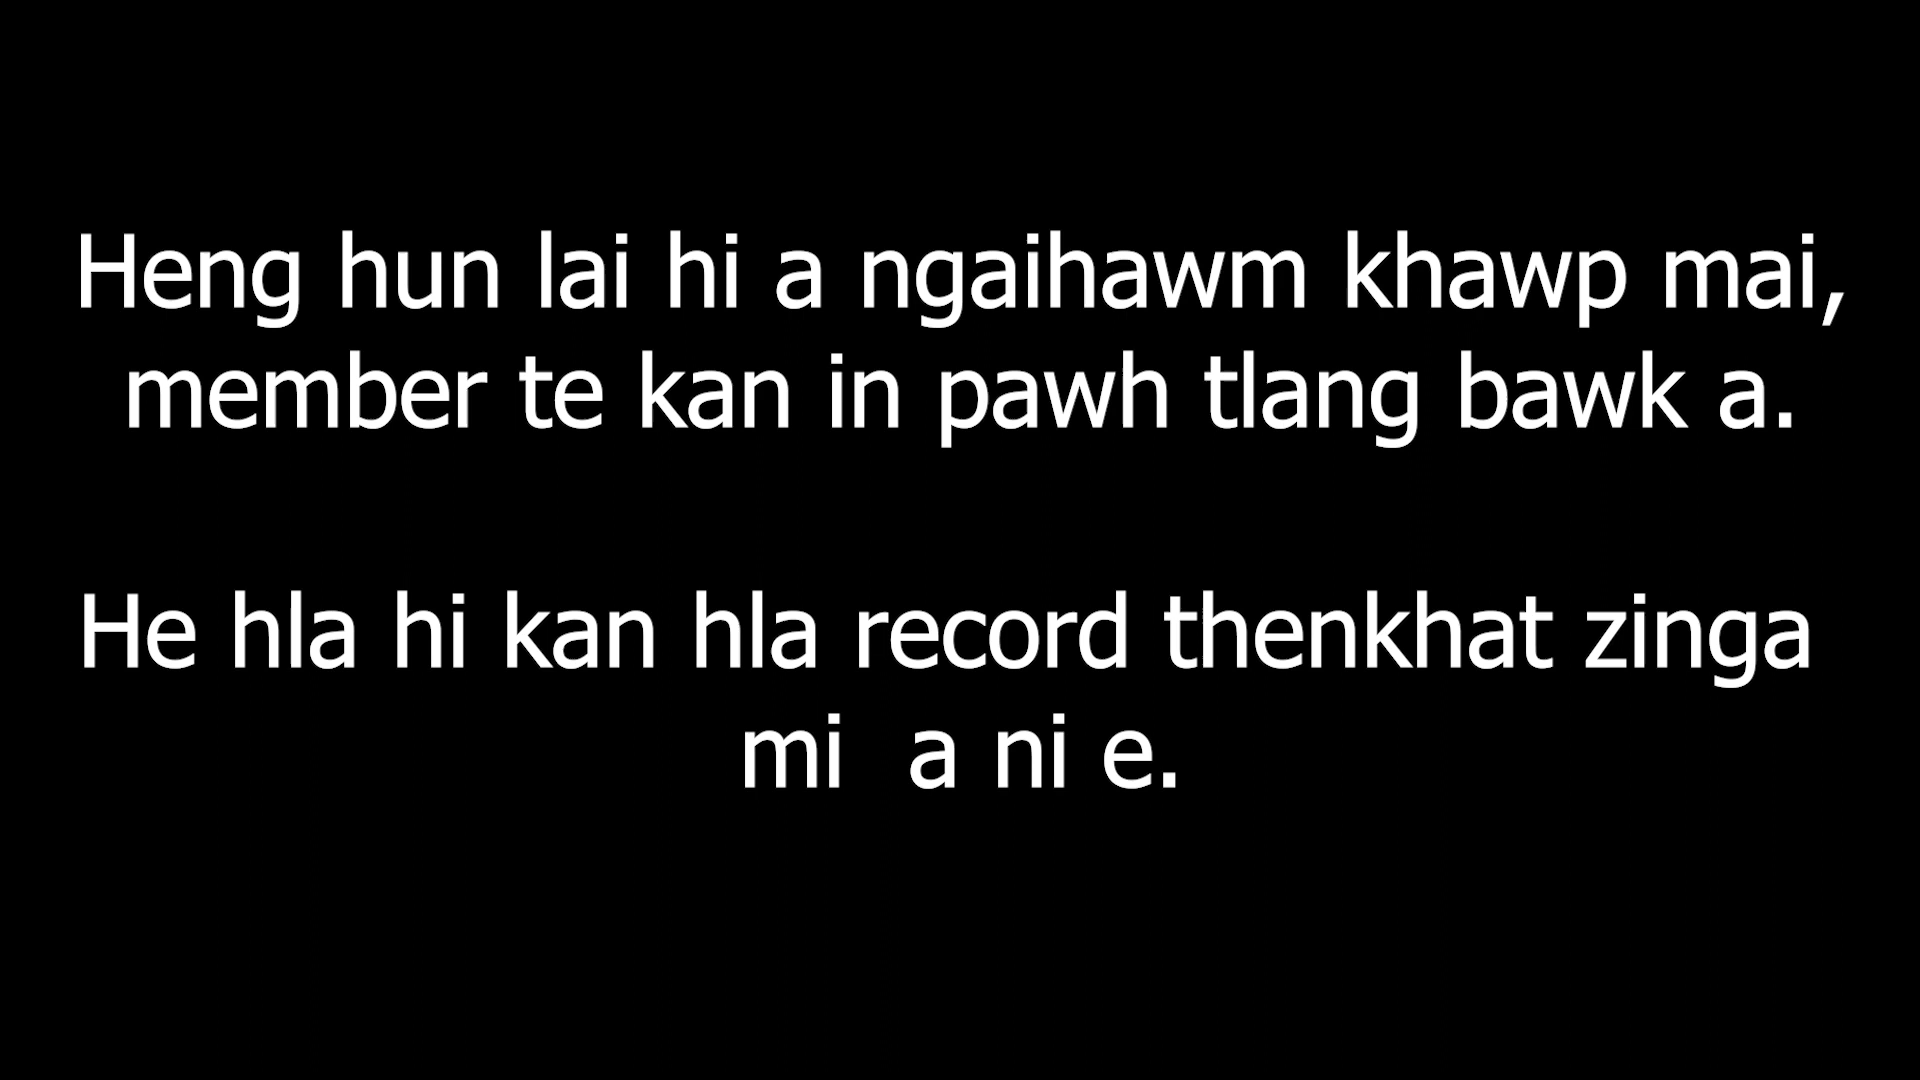 Heng hun lai hi a ngaihawm khawp mai,
member te kan in pawh tlang bawk a.
He hla hi kan hla record thenkhat zinga
mi  a ni e.